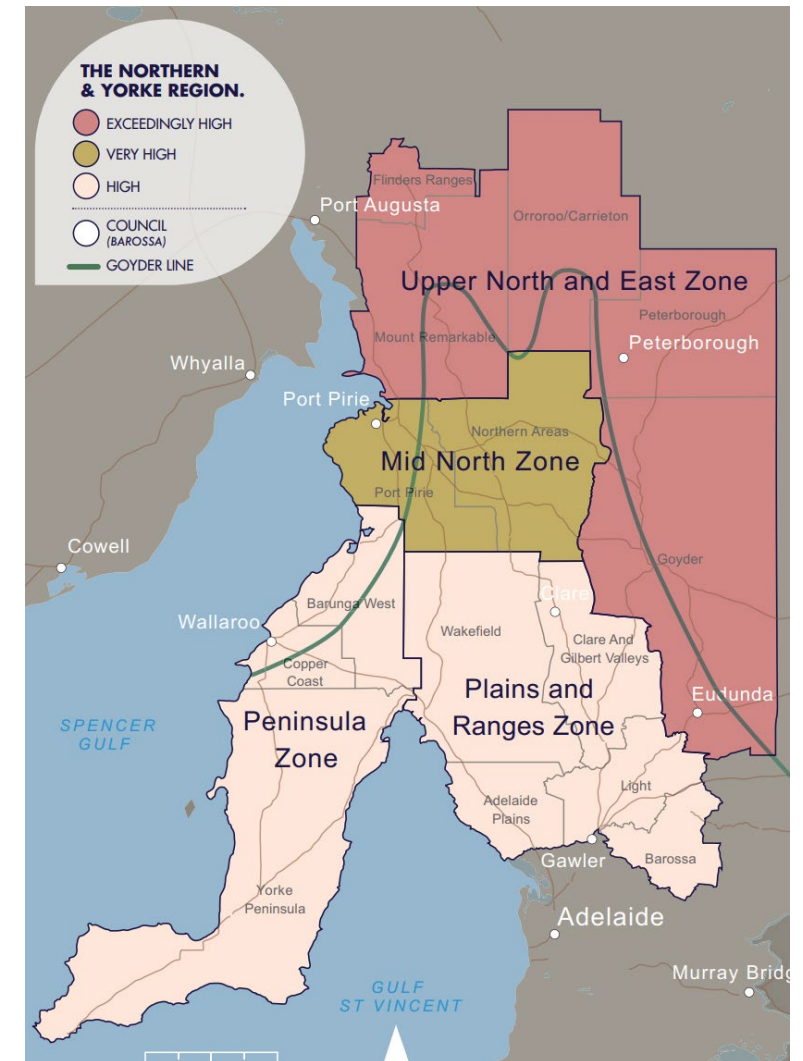 THE NORTHERN
& YORKE REGION.
EXCEEDINGLY HIGH
VERY HIGH
HIGH
COUNCIL
(BAROSSA)
GOYDER LINE
Flinders Ranges
Port Augusta
Orroroo/Carrieton
Upper North and East Zone
Peterborough
Mount Remarkable
Peterborough
Whyalla
Port Pirie
Northern Areas
Mid North Zone
Port Pirie
Cowell
Goyder
Clare
Barunga West
Wallaroo
Wakefield
Clare And
Gilbert Valleys
Copper
Coast
Plains and
Ranges Zone
Eudunda
Peninsula
Zone
SPENCER
GULF
Light
Adelaide
Plains
Gawler
Barossa
Yorke
Peninsula
Adelaide
Murray Bridg
GULF
ST VINCENT